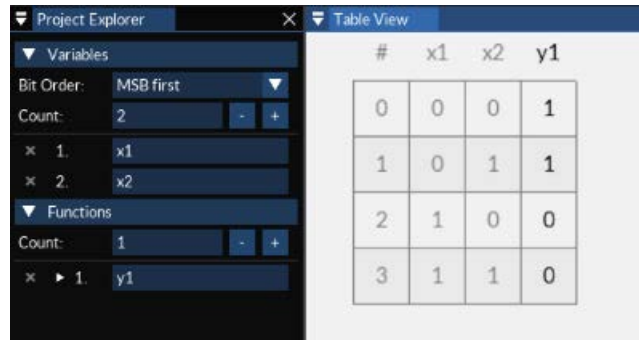 Project Explorer
Variables
Bit Order: MSB first
Count: 2 - +
× 1. x1
× 2. x2
Functions
Count: 1 - +
× 1. y1
Table View
# x1 x2 y1
0 0 0 1
1 0 1 1
2 1 0 0
3 1 1 0